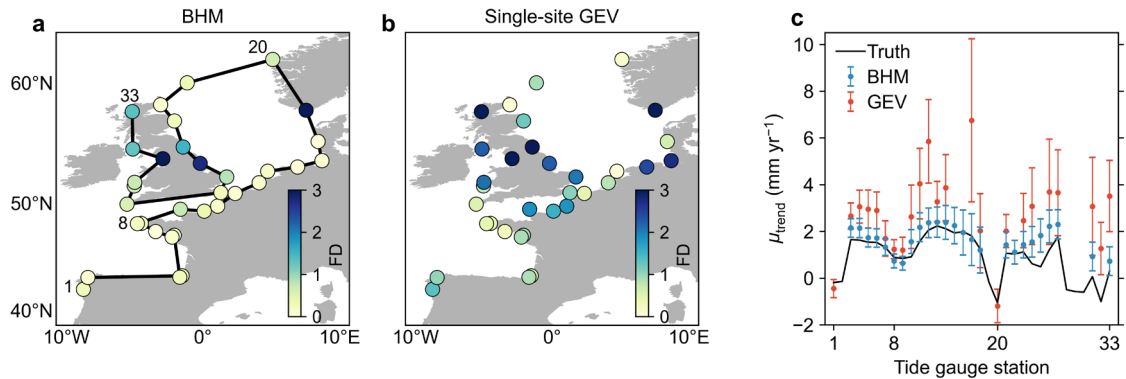 a BHM
20
33
8
1
60°N
50°N
40°N
10°W 0° 10°E
3
2
1
0
FD
b Single-site GEV
10°W 0° 10°E
3
2
1
0
FD
c
10
8
6
4
2
0
−2
μtrend (mm yr−1)
Truth
BHM
GEV
1 8 20 33
Tide gauge station